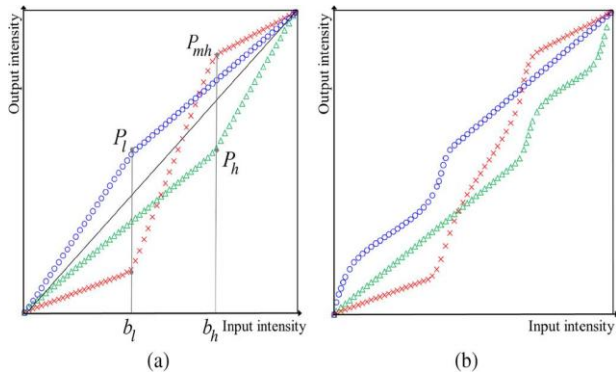 Output intensity
P_mh
P_l
P_h
b_l
b_h
Input intensity
(a)
Output intensity
Input intensity
(b)